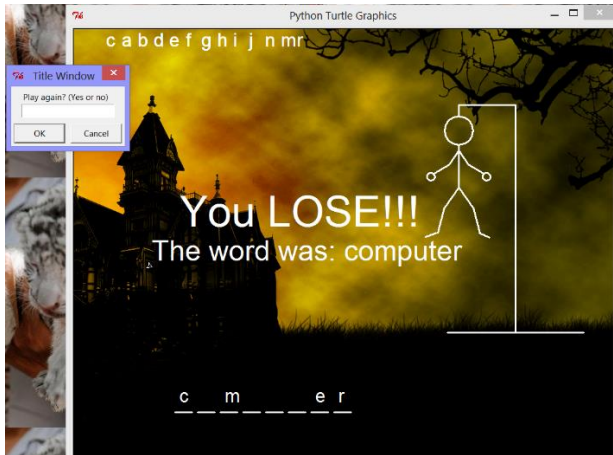 Python Turtle Graphics
c a b d e f g h i j n m r
Title Window
Play again? (Yes or no)
OK Cancel
You LOSE!!!
The word was: computer
c _ m _ _ _ e r